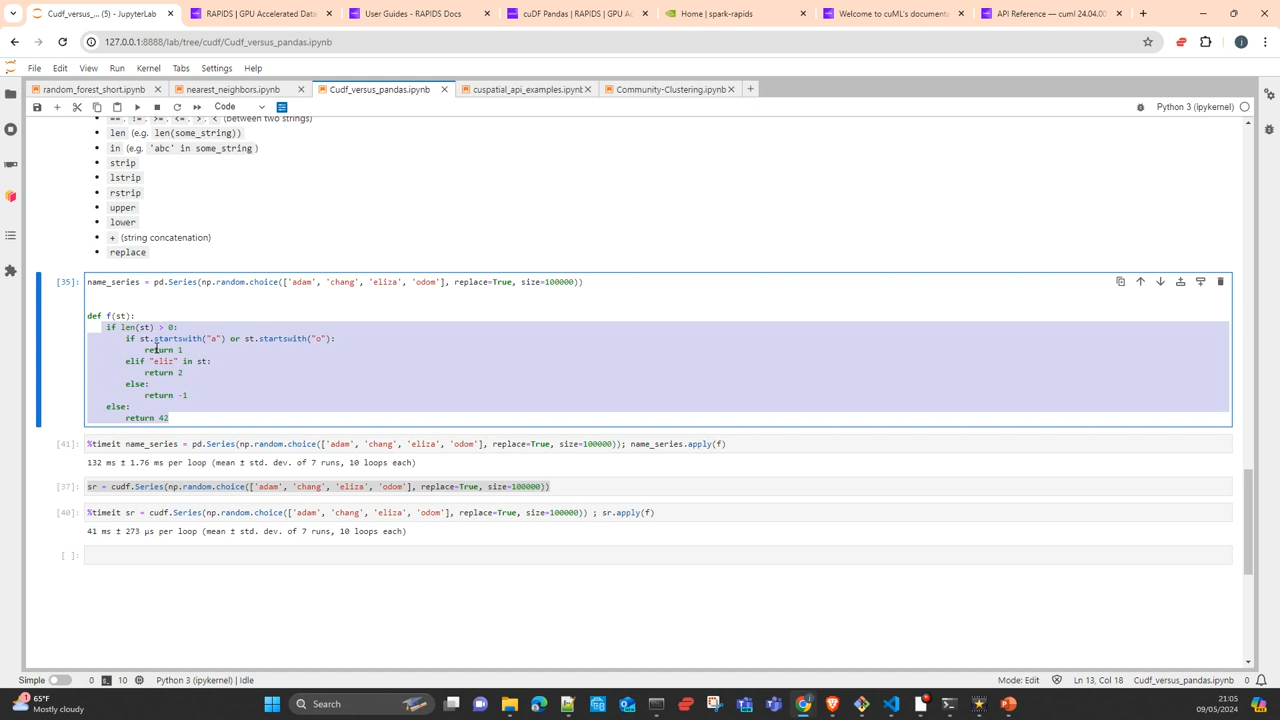 Cudf_versus_... (5) - JupyterLab
RAPIDS | GPU Accelerated Data
User Guides - RAPIDS Docs
cuDF Pandas | RAPIDS | GPU Ac
Home | spark-rapids
Welcome to cuML's documenta
API Reference — cuml 24.04.00
127.0.0.1:8888/lab/tree/cudf/Cudf_versus_pandas.ipynb
File Edit View Run Kernel Tabs Settings Help
random_forest_short.ipynb
nearest_neighbors.ipynb
Cudf_versus_pandas.ipynb
cuspatial_api_examples.ipynb
Community-Clustering.ipynb
Code
Python 3 (ipykernel)
==, !=, >=, <=, >, < (between two strings)
len (e.g. len(some_string))
in (e.g. 'abc' in some_string)
strip
lstrip
rstrip
upper
lower
+ (string concatenation)
replace
[35]: name_series = pd.Series(np.random.choice(['adam', 'chang', 'eliza', 'odom'], replace=True, size=100000))
def f(st):
if len(st) > 0:
if st.startswith("a") or st.startswith("o"):
return 1
elif "eliz" in st:
return 2
else:
return -1
else:
return 42
[41]: %timeit name_series = pd.Series(np.random.choice(['adam', 'chang', 'eliza', 'odom'], replace=True, size=100000)); name_series.apply(f)
132 ms ± 1.76 ms per loop (mean ± std. dev. of 7 runs, 10 loops each)
[37]: sr = cudf.Series(np.random.choice(['adam', 'chang', 'eliza', 'odom'], replace=True, size=100000))
[40]: %timeit sr = cudf.Series(np.random.choice(['adam', 'chang', 'eliza', 'odom'], replace=True, size=100000)) ; sr.apply(f)
41 ms ± 273 µs per loop (mean ± std. dev. of 7 runs, 10 loops each)
[ ]:
Simple 0 10 Python 3 (ipykernel) | Idle
Mode: Edit Ln 13, Col 18 Cudf_versus_pandas.ipynb 0
65°F
Mostly cloudy
Search
21:05
09/05/2024